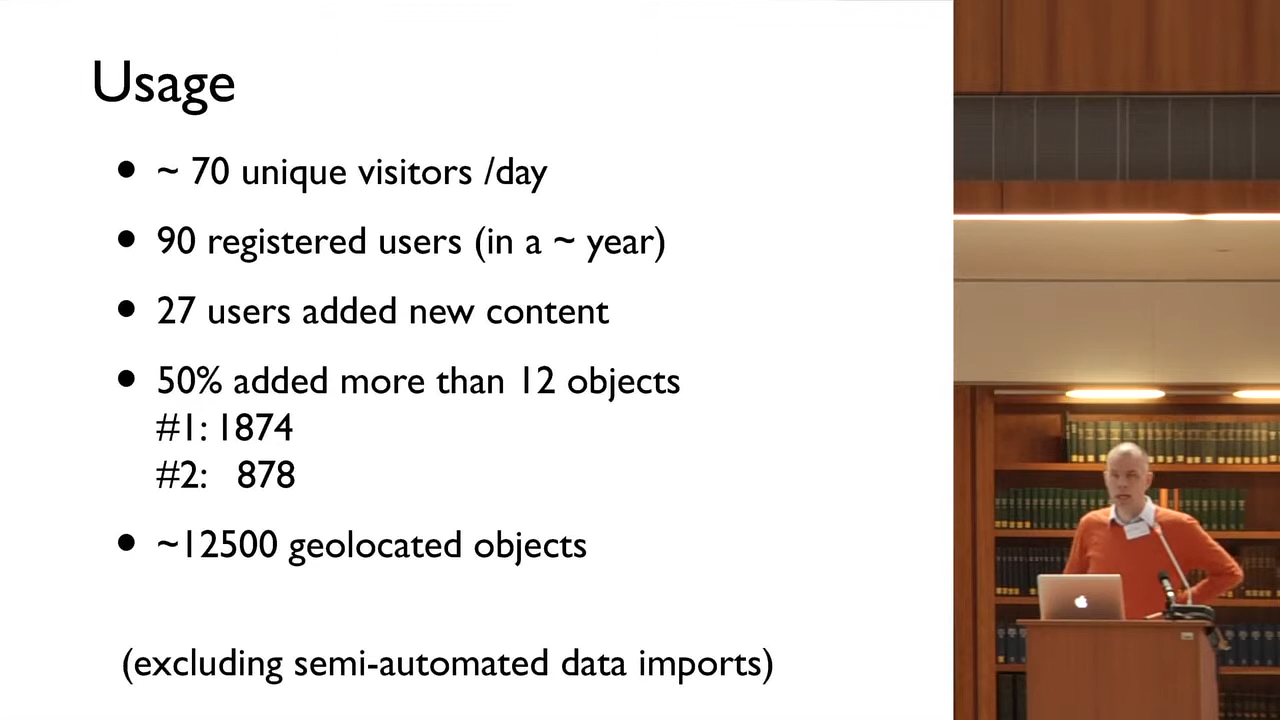 Usage
• ~ 70 unique visitors /day
• 90 registered users (in a ~ year)
• 27 users added new content
• 50% added more than 12 objects
#1: 1874
#2: 878
• ~12500 geolocated objects
(excluding semi-automated data imports)